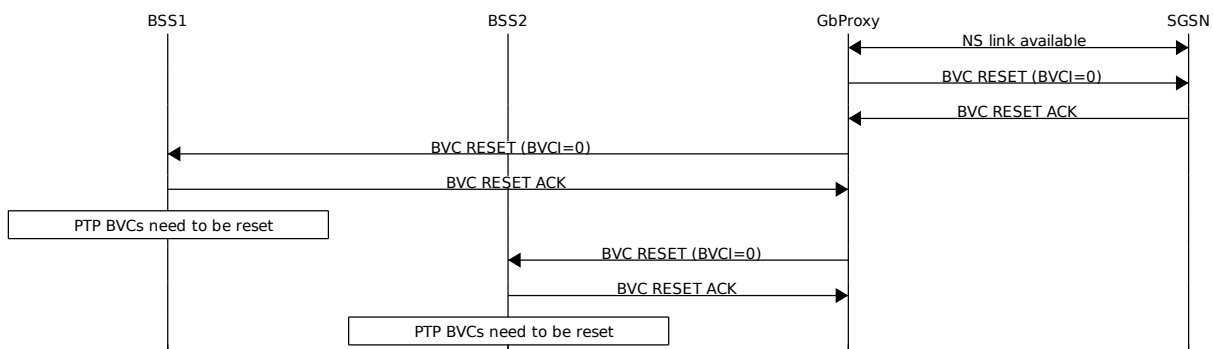 BSS1
BSS2
GbProxy
SGSN
NS link available
BVC RESET (BVCI=0)
BVC RESET ACK
BVC RESET (BVCI=0)
BVC RESET ACK
PTP BVCs need to be reset
BVC RESET (BVCI=0)
BVC RESET ACK
PTP BVCs need to be reset